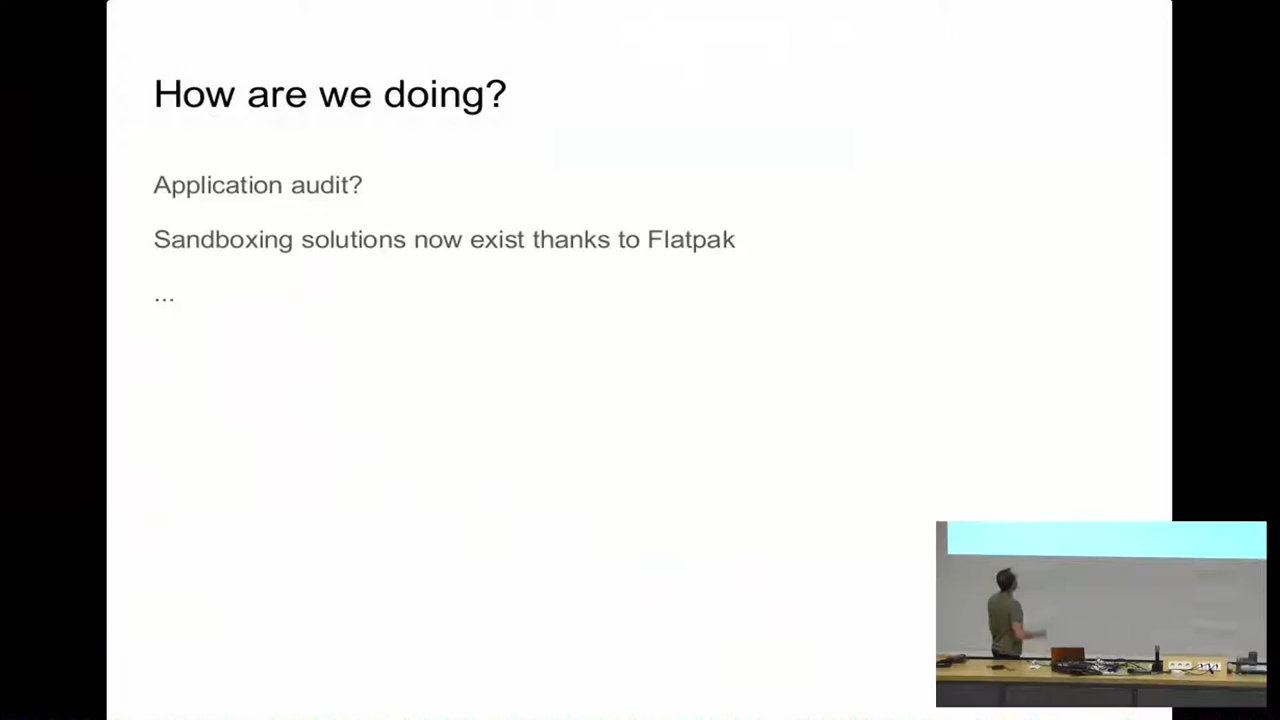 How are we doing?
Application audit?
Sandboxing solutions now exist thanks to Flatpak
...